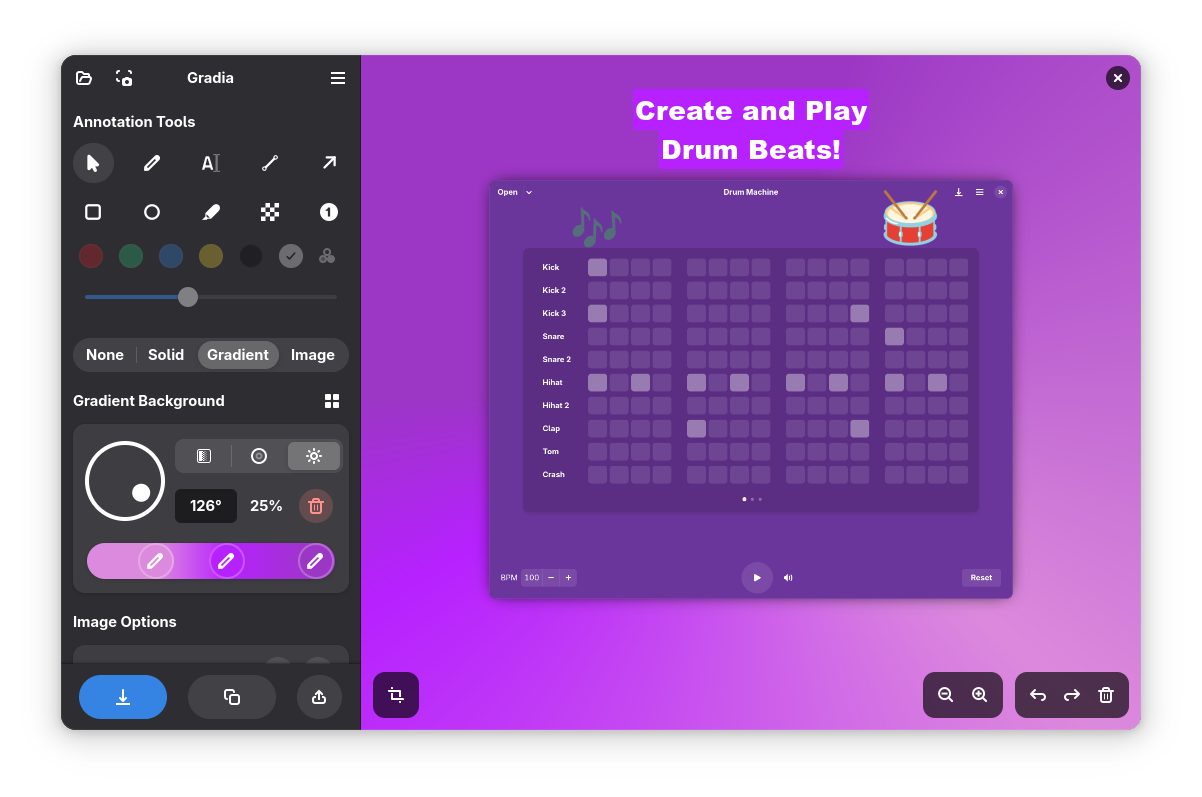 Gradia
Annotation Tools
A
1
None Solid Gradient Image
Gradient Background
126° 25%
Image Options
Create and Play
Drum Beats!
Open Drum Machine
Kick
Kick 2
Kick 3
Snare
Snare 2
Hihat
Hihat 2
Clap
Tom
Crash
BPM 100 − + Reset